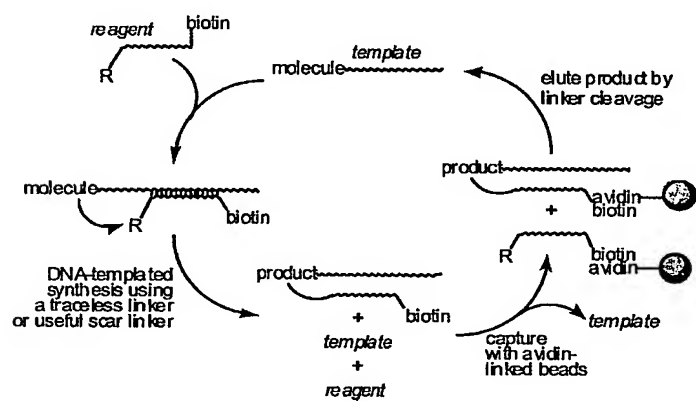 reagent
biotin
R
molecule
template
elute product by
linker cleavage
product
avidin
biotin
+
R
biotin
avidin
molecule
R
biotin
DNA-templated
synthesis using
a traceless linker
or useful scar linker
product
biotin
+
template
+
reagent
capture
with avidin-
linked beads
template